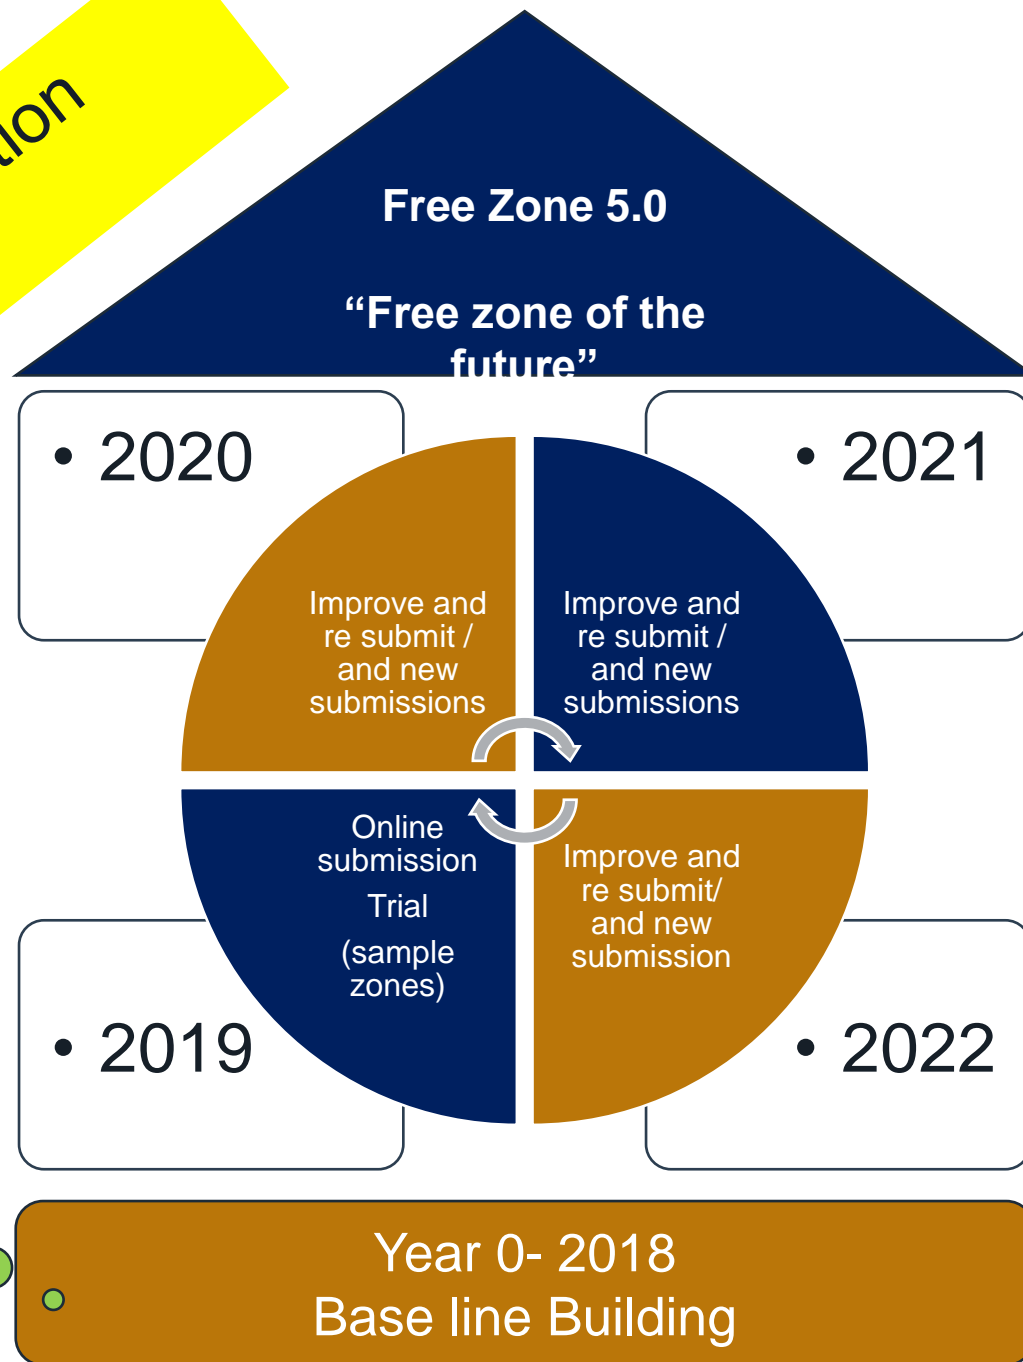 Free Zone 5.0
“Free zone of the
future”
• 2020
• 2021
Improve and
re submit /
and new
submissions
Improve and
re submit /
and new
submissions
Online
submission
Trial
(sample
zones)
Improve and
re submit/
and new
submission
• 2019
• 2022
Year 0- 2018
Base line Building